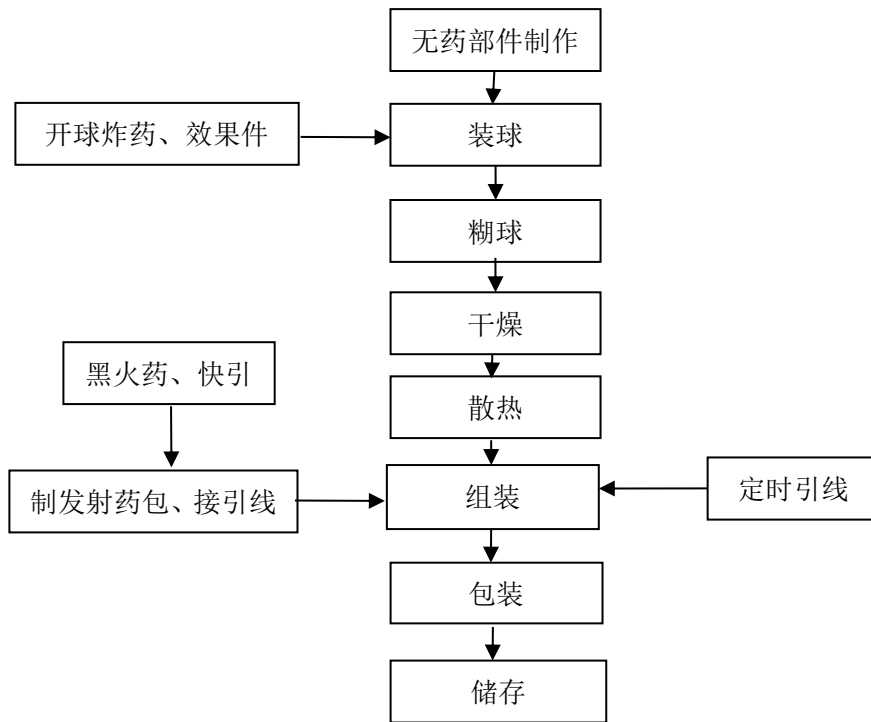 无药部件制作
开球炸药、效果件
装球
糊球
干燥
黑火药、快引
散热
制发射药包、接引线
组装
定时引线
包装
储存